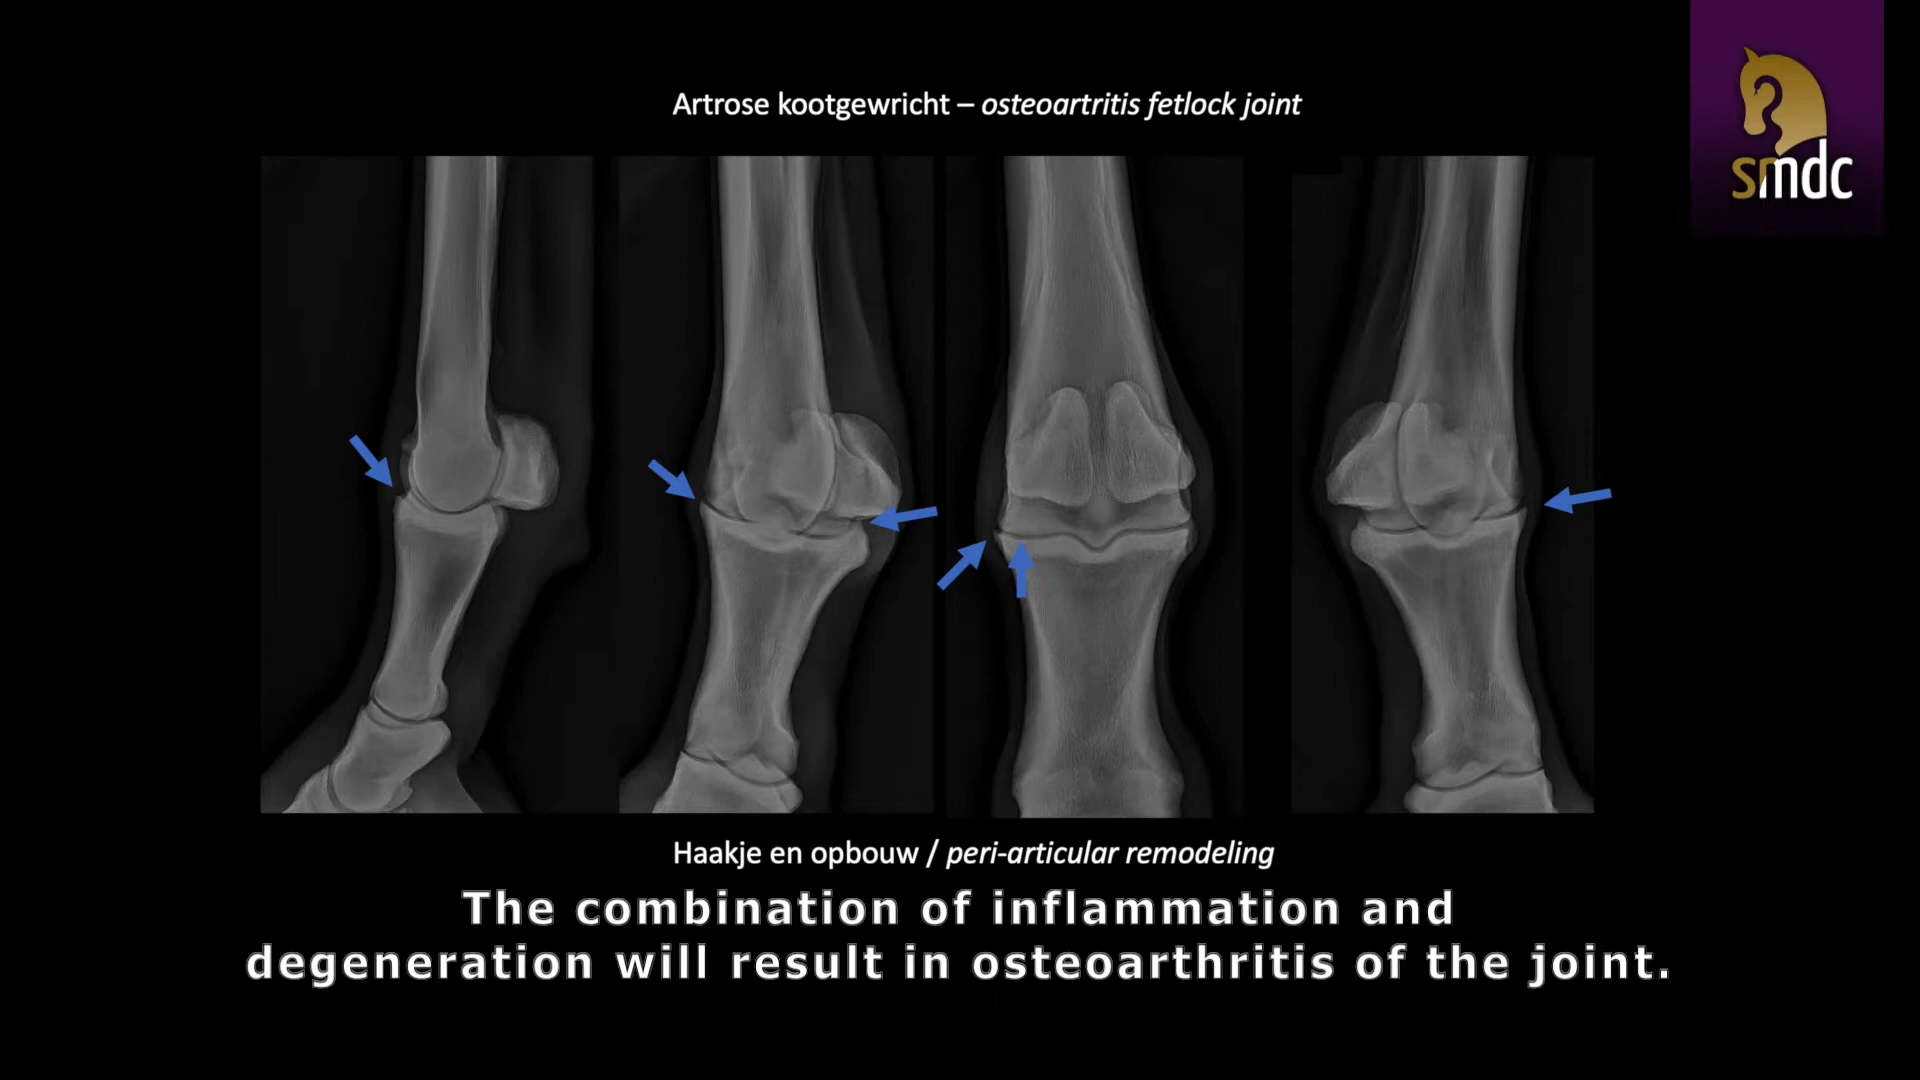 Artrose kootgewricht – osteoartritis fetlock joint
smdc
Haakje en opbouw / peri-articular remodeling
The combination of inflammation and
degeneration will result in osteoarthritis of the joint.